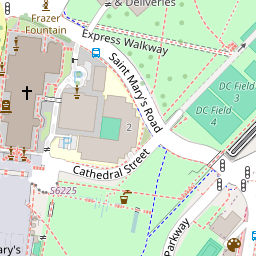 & Deliveries
Frazer
Fountain
Express Walkway
Saint Mary's Road
DC Field
3
DC Field
4
2
Cathedral Street
S6225
Parkway
ary's